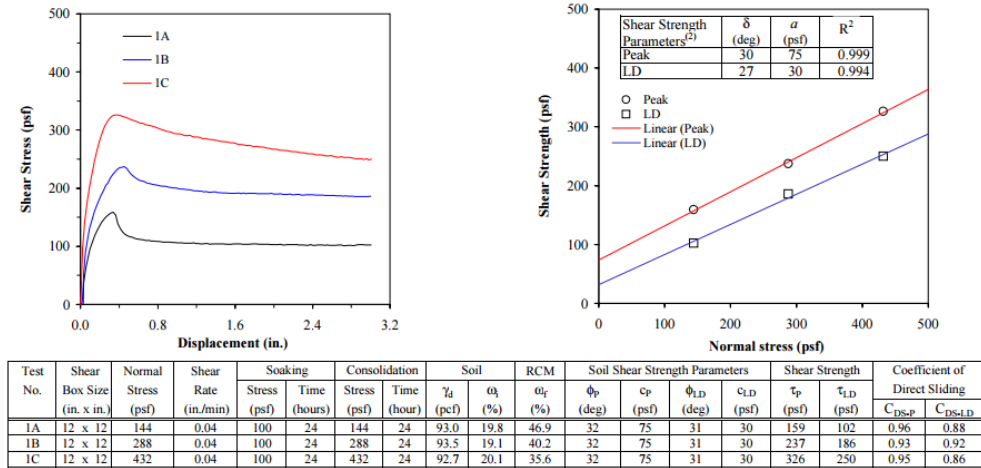 500
400
300
200
100
0
Shear Stress (psf)
1A
1B
1C
0.0 0.8 1.6 2.4 3.2
Displacement (in.)
500
400
300
200
100
0
Shear Strength (psf)
Shear Strength Parameters(2) δ (deg) a (psf) R2
Peak 30 75 0.999
LD 27 30 0.994
Peak
LD
Linear (Peak)
Linear (LD)
0 100 200 300 400 500
Normal stress (psf)
Test Shear Normal Shear Soaking Consolidation Soil RCM Soil Shear Strength Parameters Shear Strength Coefficient of
No. Box Size Stress Rate Stress Time Stress Time γd ωi ωf ϕP cP ϕLD cLD τP τLD Direct Sliding
(in. x in.) (psf) (in./min) (psf) (hours) (psf) (hour) (pcf) (%) (%) (deg) (psf) (deg) (psf) (psf) (psf) CDS-P CDS-LD
1A 12 x 12 144 0.04 100 24 144 24 93.0 19.8 46.9 32 75 31 30 159 102 0.96 0.88
1B 12 x 12 288 0.04 100 24 288 24 93.5 19.1 40.2 32 75 31 30 237 186 0.93 0.92
1C 12 x 12 432 0.04 100 24 432 24 92.7 20.1 35.6 32 75 31 30 326 250 0.95 0.86